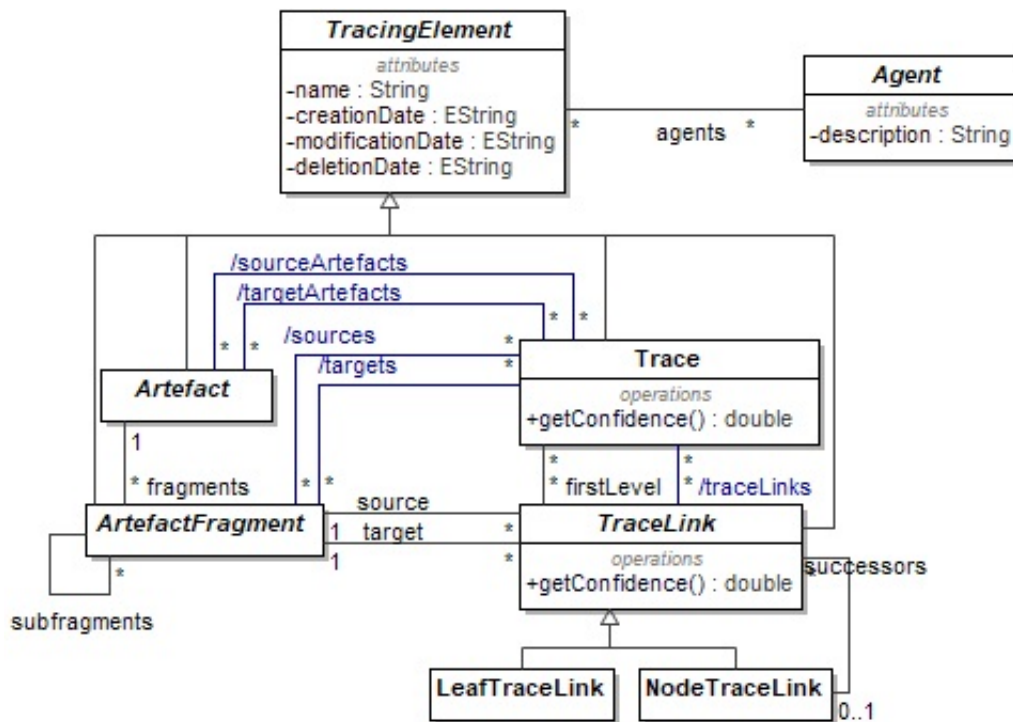 TracingElement
attributes
-name : String
-creationDate : EString
-modificationDate : EString
-deletionDate : EString
Agent
attributes
-description : String
* agents *
/sourceArtefacts
/targetArtefacts
* *
/sources
* * *
/targets
*
Trace
operations
+getConfidence() : double
Artefact
1
* fragments
* *
*
* firstLevel
*
* /traceLinks
source
ArtefactFragment
1 target *
1 *
TraceLink
operations
+getConfidence() : double
successors
*
*
subfragments
LeafTraceLink
NodeTraceLink
0..1